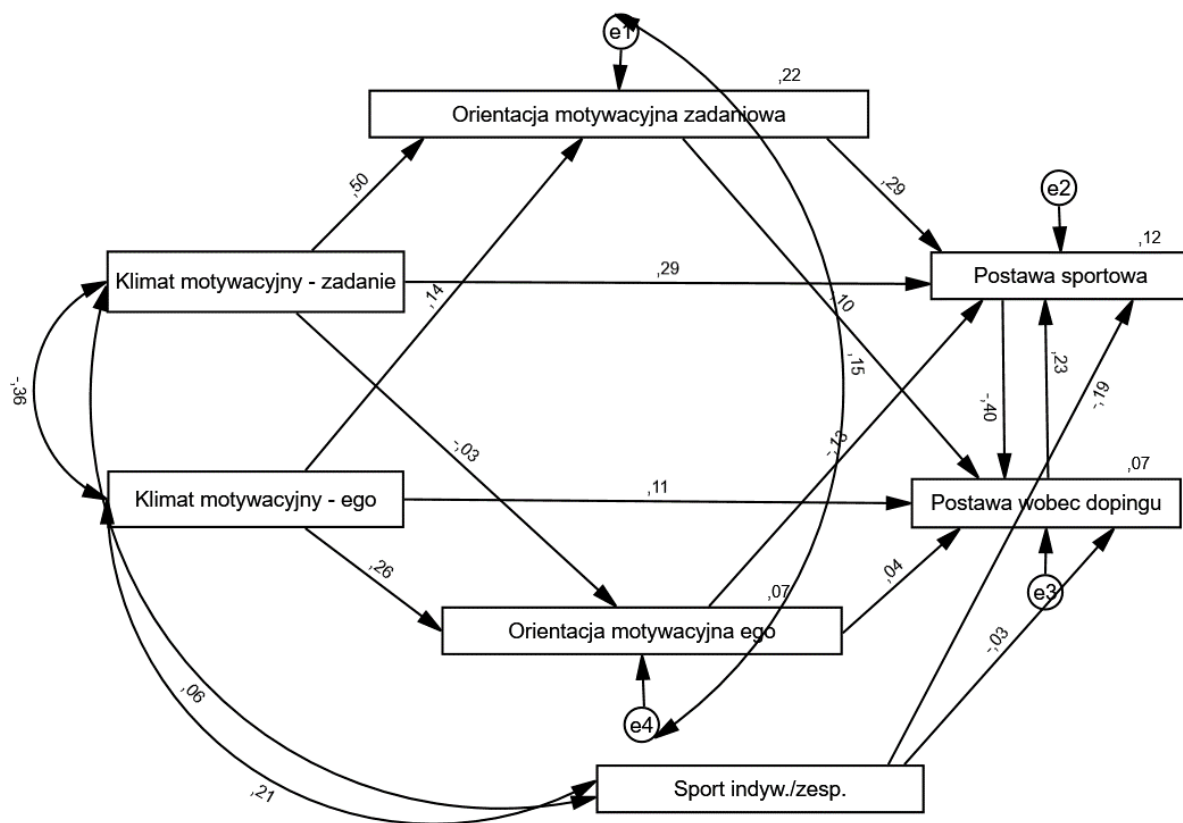 e1
,22
Orientacja motywacyjna zadaniowa
,50
,29
e2
,12
Klimat motywacyjny - zadanie
,29
Postawa sportowa
,14
,10
-,36
,15
,23
-,19
-,40
-,03
-,13
,07
Klimat motywacyjny - ego
,11
Postawa wobec dopingu
,26
,04
,07
e3
Orientacja motywacyjna ego
-,03
,06
e4
Sport indyw./zesp.
,21